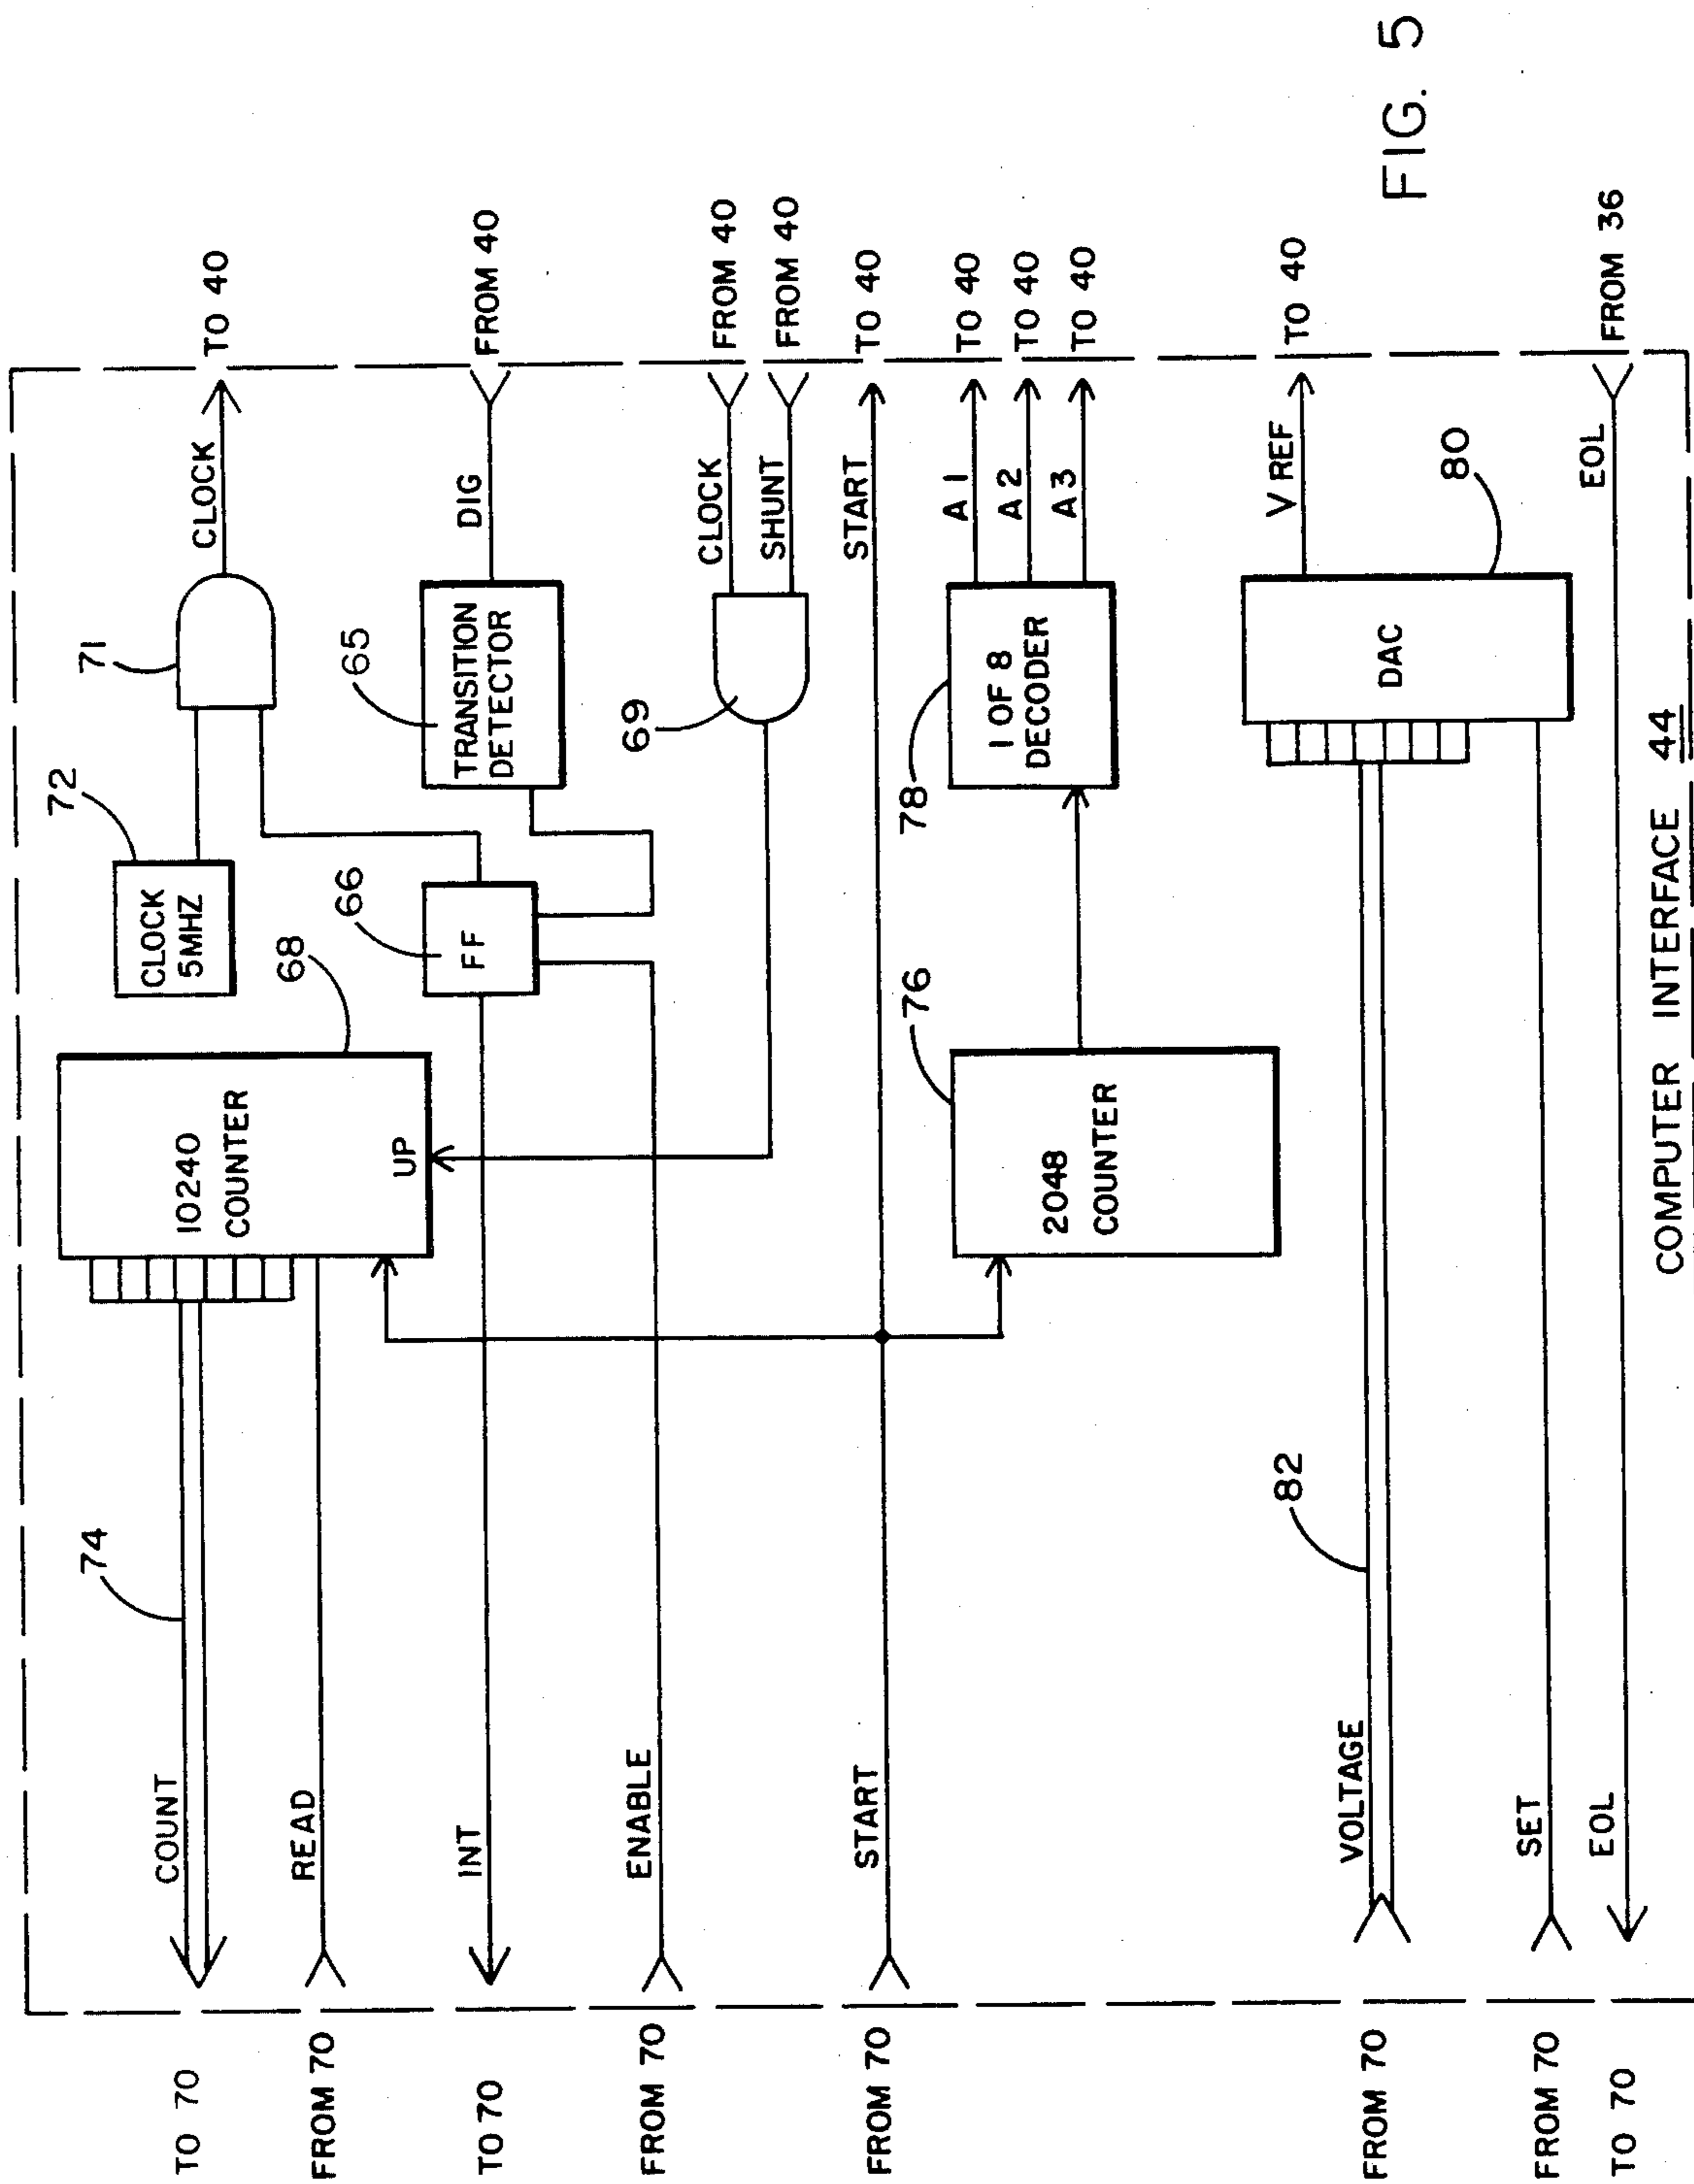 TO 70
COUNT
74
10240
COUNTER
UP
68
CLOCK
5MHZ
72
71
CLOCK
TO 40
FROM 70
READ
TO 70
INT
FF
66
TRANSITION
DETECTOR
65
DIG
FROM 40
FROM 70
ENABLE
69
CLOCK
FROM 40
SHUNT
FROM 40
FROM 70
START
START
TO 40
2048
COUNTER
76
1 OF 8
DECODER
78
A1
TO 40
A2
TO 40
A3
TO 40
FROM 70
VOLTAGE
82
DAC
80
V REF
TO 40
FROM 70
SET
TO 70
EOL
EOL
FROM 36
COMPUTER INTERFACE 44
FIG. 5